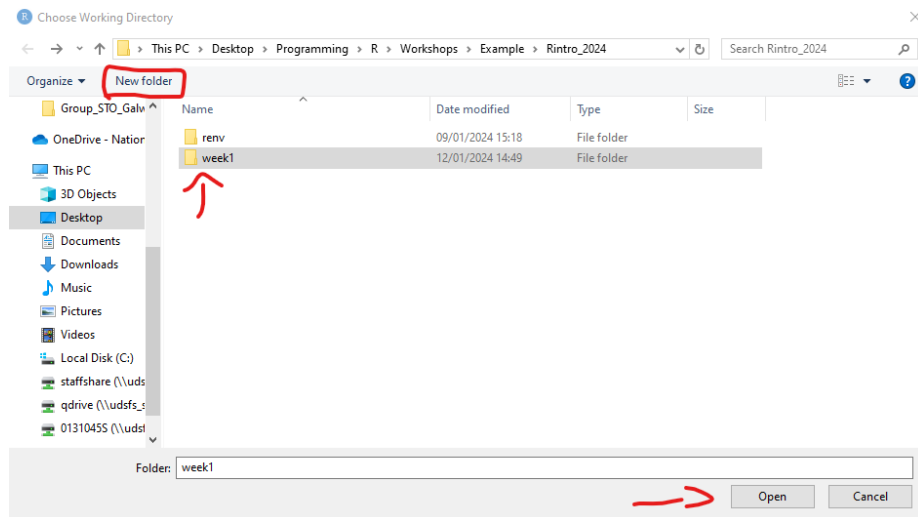 R Choose Working Directory
This PC > Desktop > Programming > R > Workshops > Example > Rintro_2024
Search Rintro_2024
Organize
New folder
?
Group_STO_Galw
OneDrive - Nation
This PC
3D Objects
Desktop
Documents
Downloads
Music
Pictures
Videos
Local Disk (C:)
staffshare (\\uds
qdrive (\\udsfs_s
0131045S (\\udst
Name Date modified Type Size
renv 09/01/2024 15:18 File folder
week1 12/01/2024 14:49 File folder
Folder: week1
Open Cancel